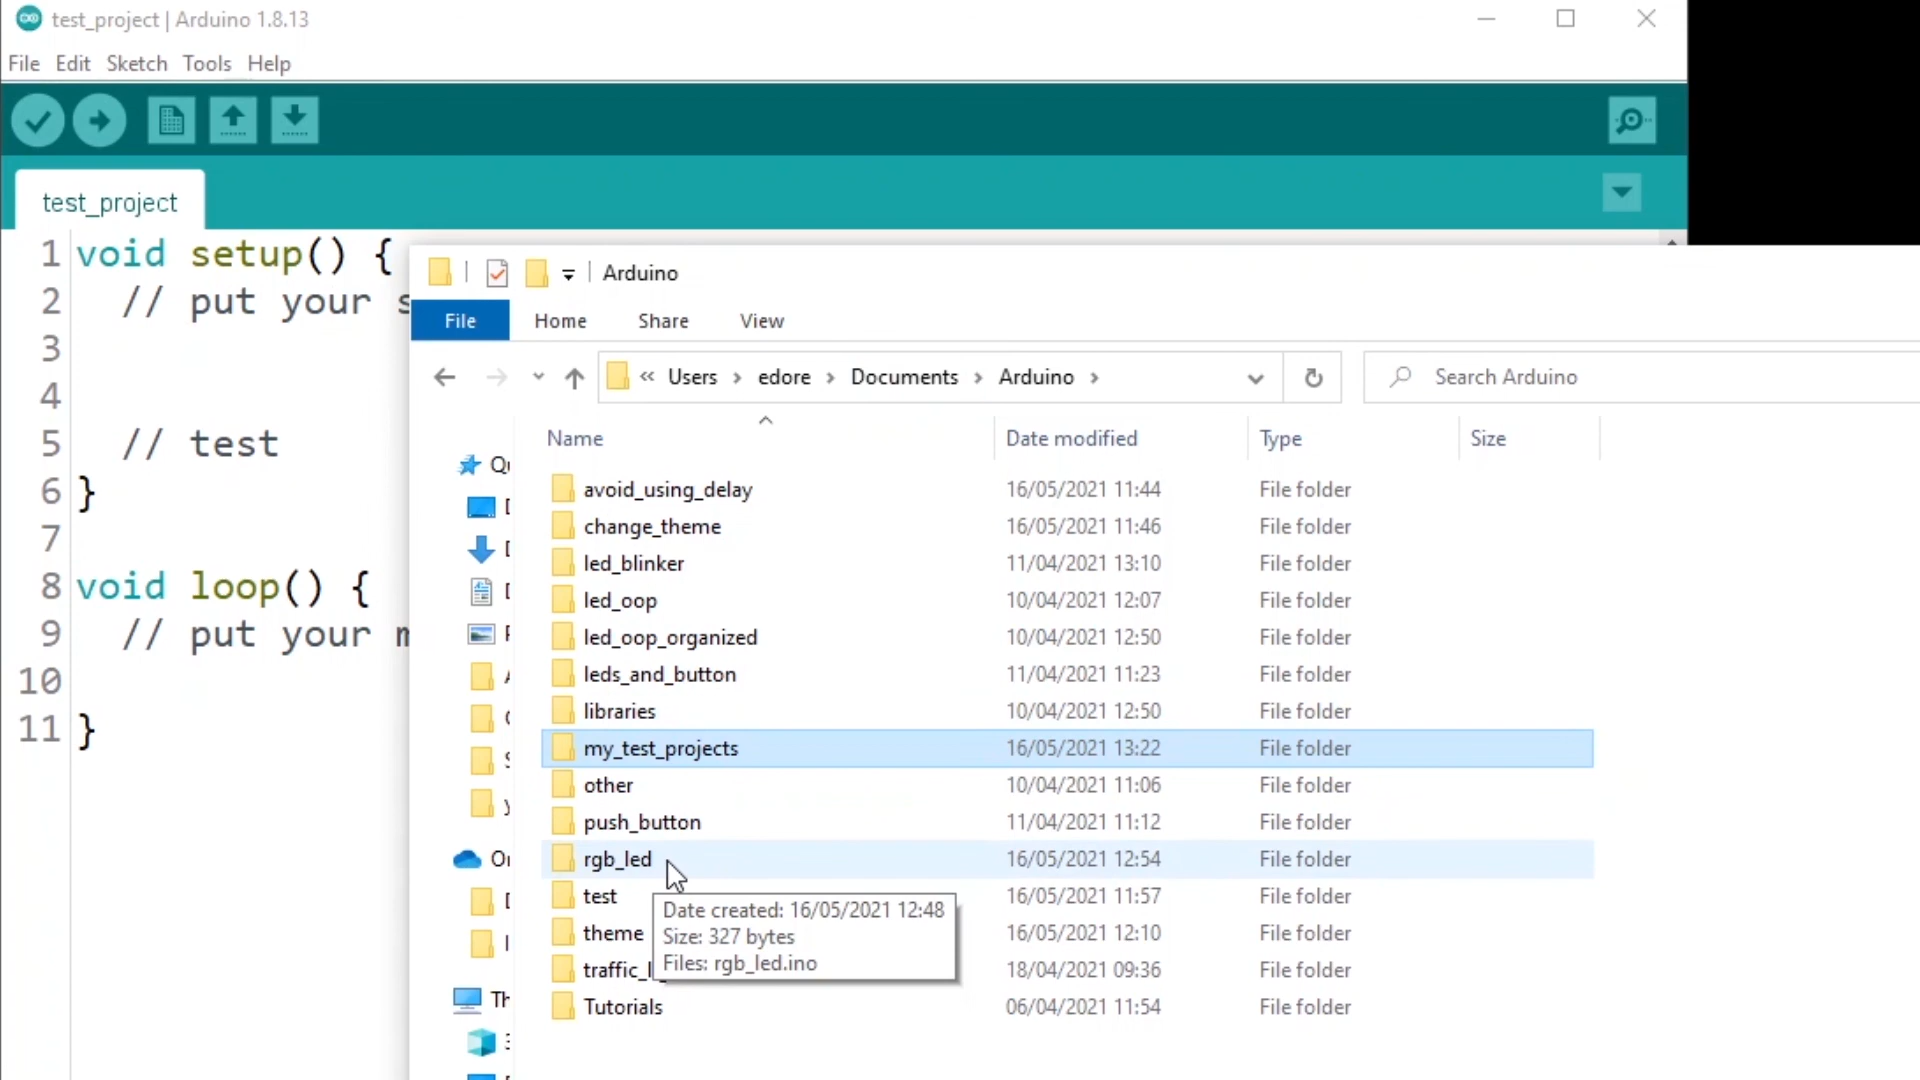 test_project | Arduino 1.8.13
File Edit Sketch Tools Help
test_project
1 void setup() {
2 // put your
3
4
5 // test
6 }
7
8 void loop() {
9 // put your
10
11 }
Arduino
File Home Share View
« Users › edore › Documents › Arduino ›
Search Arduino
Name Date modified Type Size
avoid_using_delay 16/05/2021 11:44 File folder
change_theme 16/05/2021 11:46 File folder
led_blinker 11/04/2021 13:10 File folder
led_oop 10/04/2021 12:07 File folder
led_oop_organized 10/04/2021 12:50 File folder
leds_and_button 11/04/2021 11:23 File folder
libraries 10/04/2021 12:50 File folder
my_test_projects 16/05/2021 13:22 File folder
other 10/04/2021 11:06 File folder
push_button 11/04/2021 11:12 File folder
rgb_led 16/05/2021 12:54 File folder
test 16/05/2021 11:57 File folder
theme 16/05/2021 12:10 File folder
18/04/2021 09:36 File folder
Tutorials 06/04/2021 11:54 File folder
Date created: 16/05/2021 12:48
Size: 327 bytes
Files: rgb_led.ino